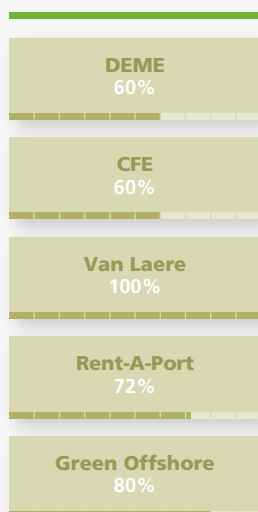 DEME
60%
CFE
60%
Van Laere
100%
Rent-A-Port
72%
Green Offshore
80%